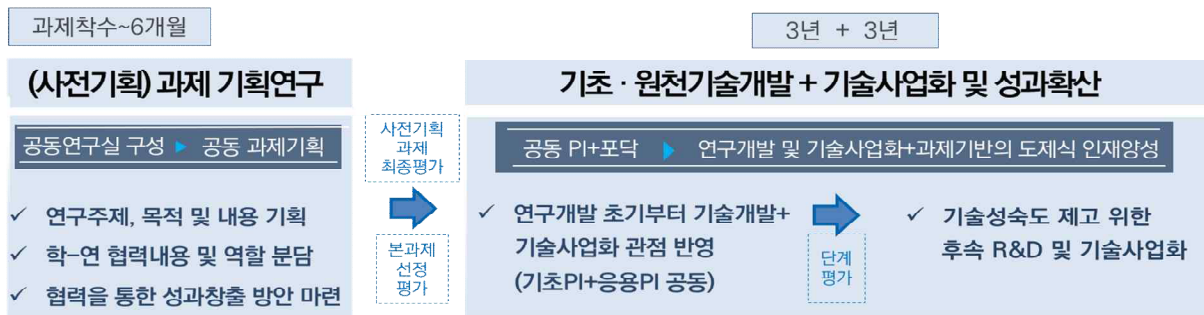 과제착수~6개월
(사전기획) 과제 기획연구
공동연구실 구성 ▶ 공동 과제기획
✓ 연구주제, 목적 및 내용 기획
✓ 학-연 협력내용 및 역할 분담
✓ 협력을 통한 성과창출 방안 마련
사전기획
과제
최종평가
본과제
선정
평가
3년 + 3년
기초 · 원천기술개발 + 기술사업화 및 성과확산
공동 PI+포닥 ▶ 연구개발 및 기술사업화+과제기반의 도제식 인재양성
✓ 연구개발 초기부터 기술개발+
기술사업화 관점 반영
(기초PI+응용PI 공동)
단계
평가
✓ 기술성숙도 제고 위한
후속 R&D 및 기술사업화